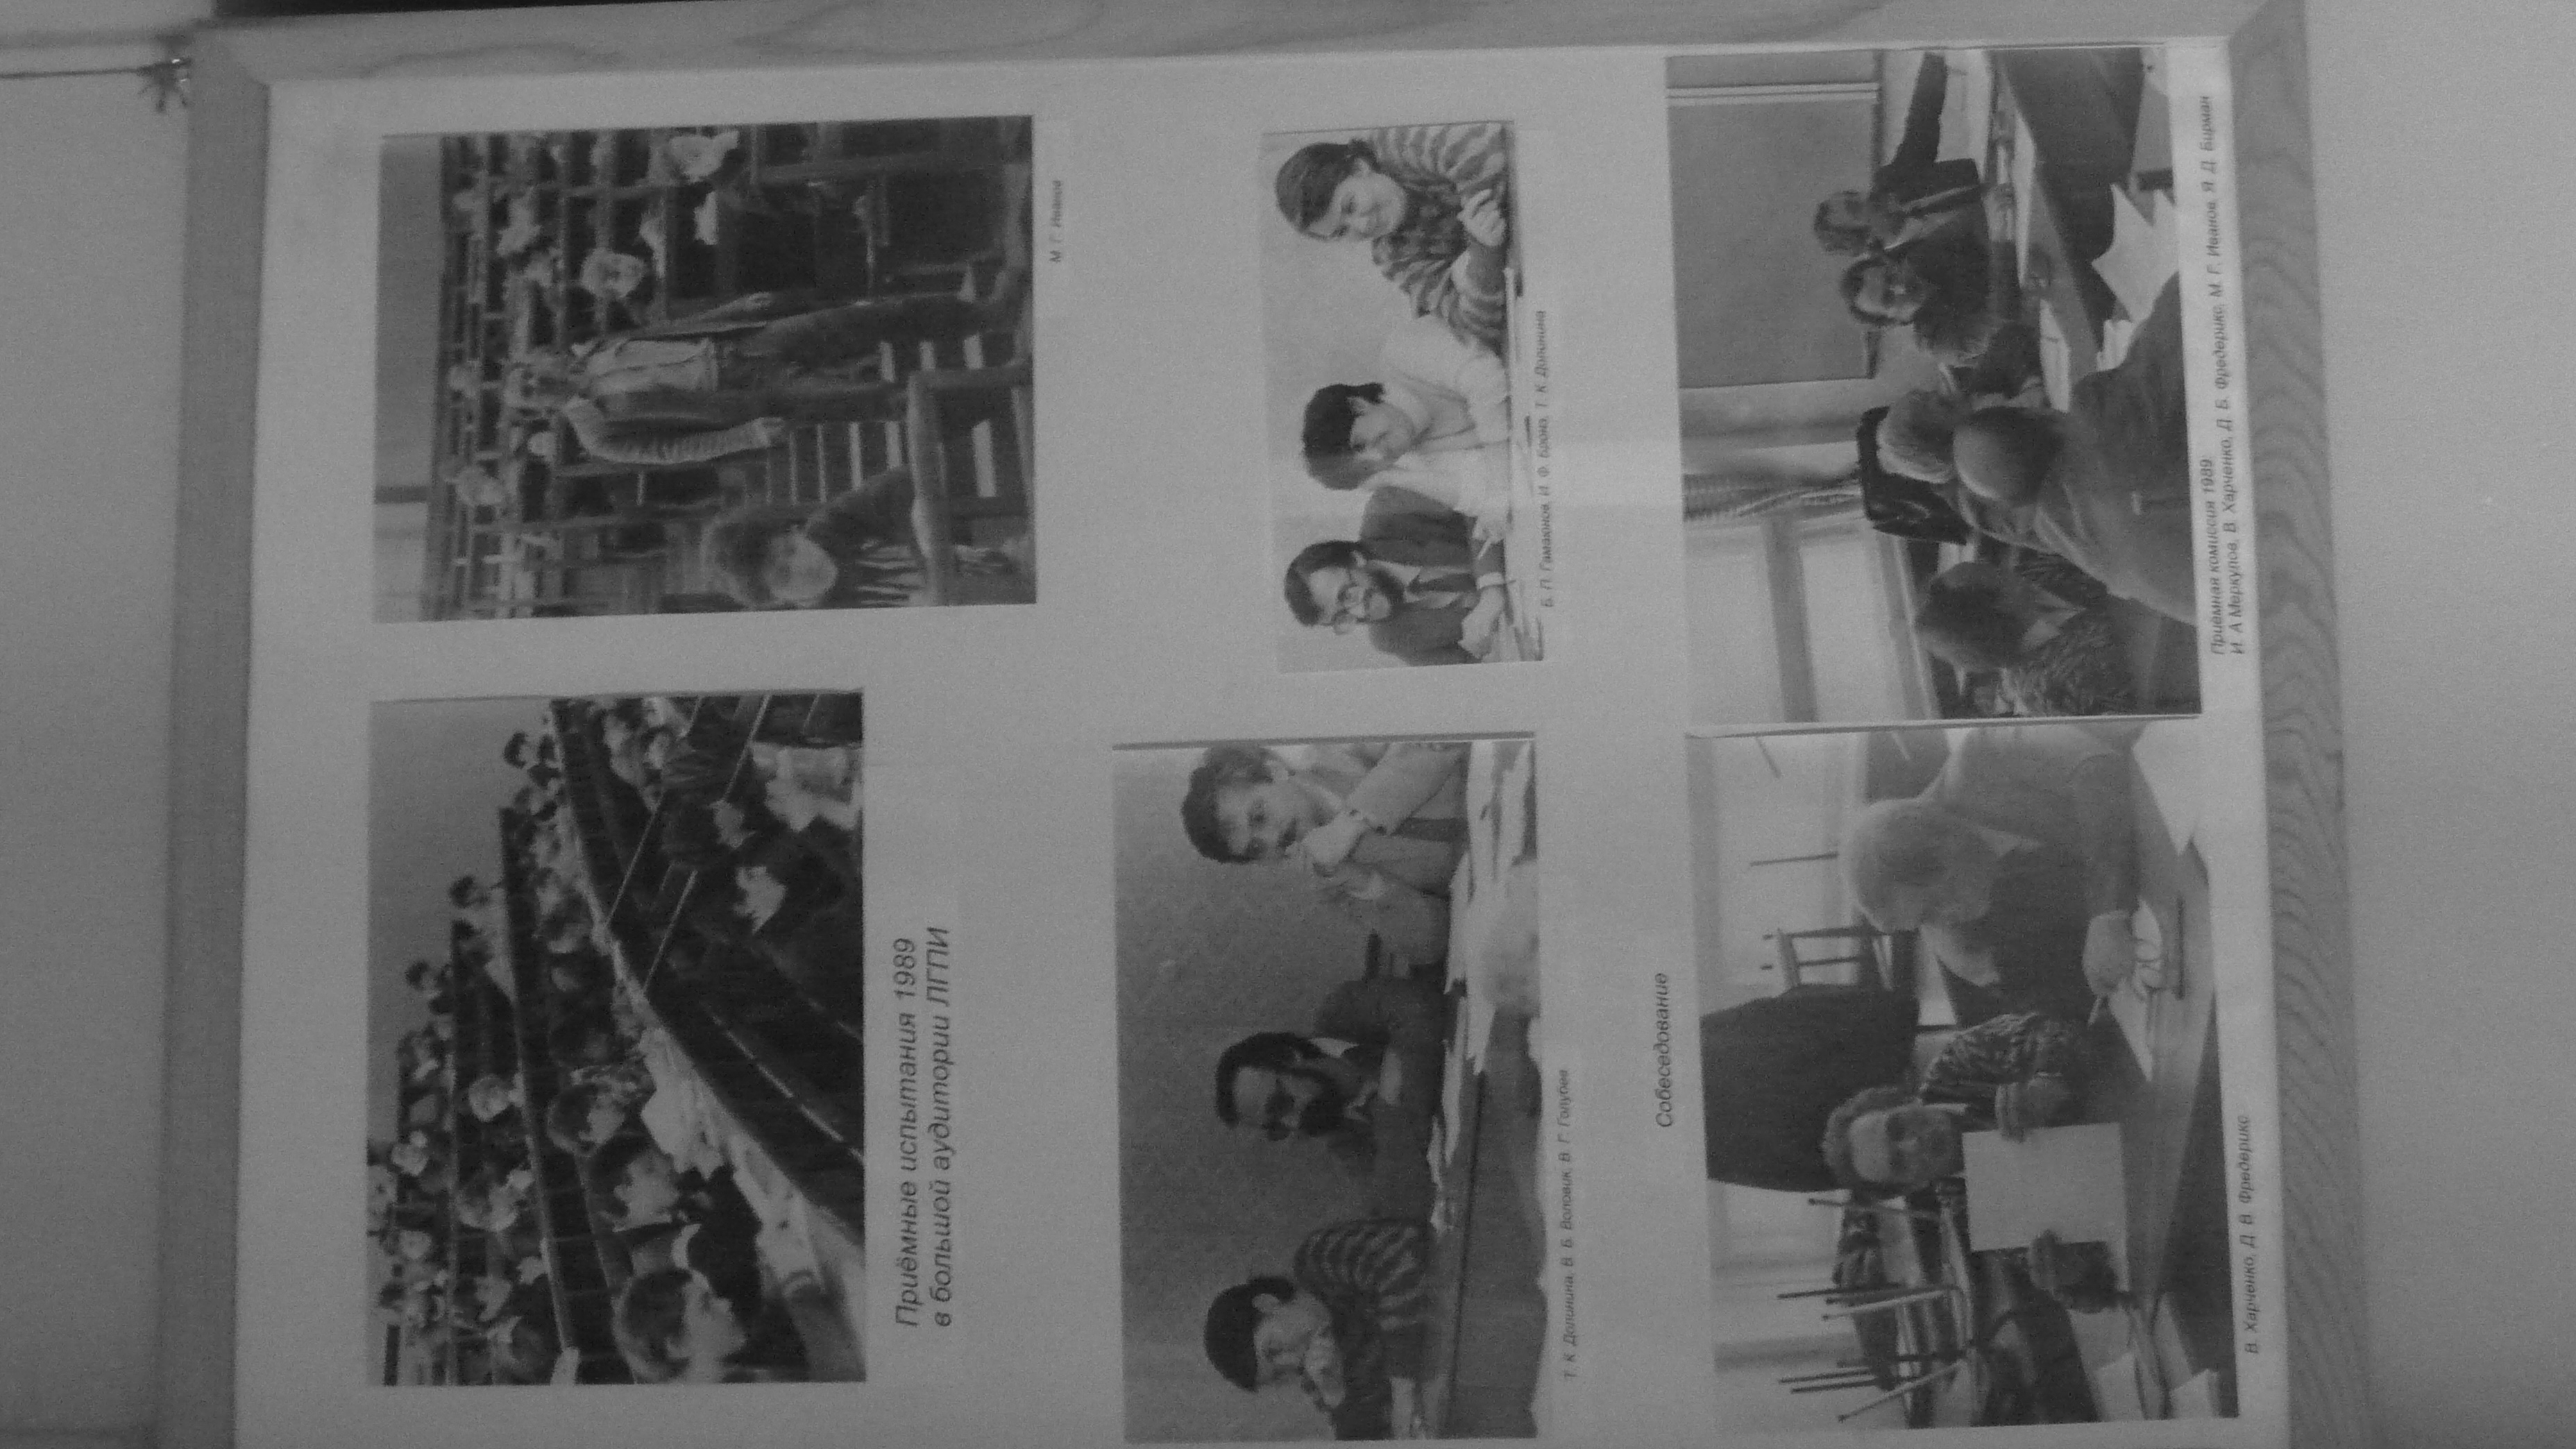 Приёмные испытания 1989
в большой аудитории ЛГПИ
М. Г. Иванов
Т. К. Долинина, В. Б. Воловик, В. Г. Голубев
Б. П. Гамаюнов, И. Ф. Бронз, Т. К. Долинина
Собеседование
В. Харченко, Д. В. Фредерикс
Приёмная комиссия 1989:
И. А Меркулов, В. Харченко, Д. Б. Фредерикс, М. Г. Иванов, Я. Д. Бирман